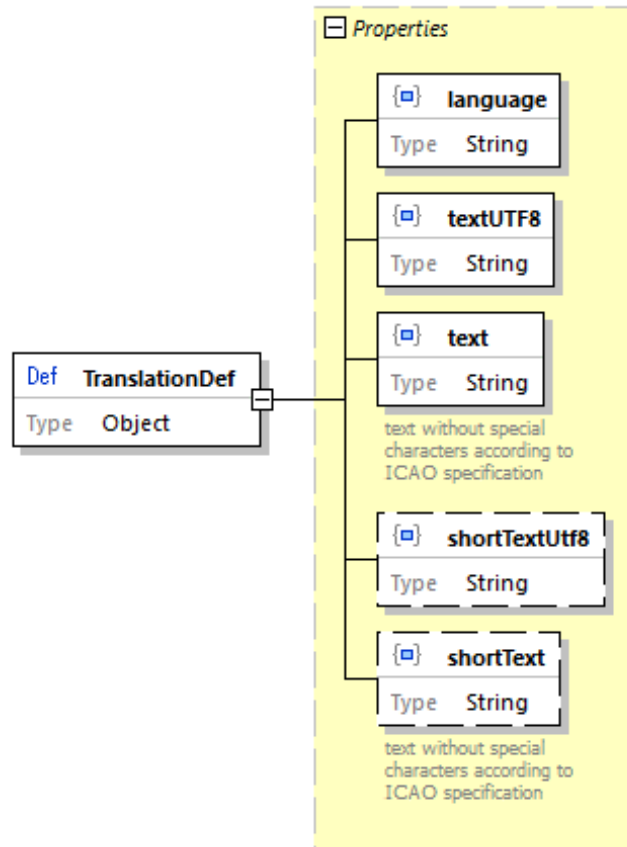 Properties
language
Type String
textUTF8
Type String
text
Type String
text without special
characters according to
ICAO specification
Def TranslationDef
Type Object
shortTextUtf8
Type String
shortText
Type String
text without special
characters according to
ICAO specification